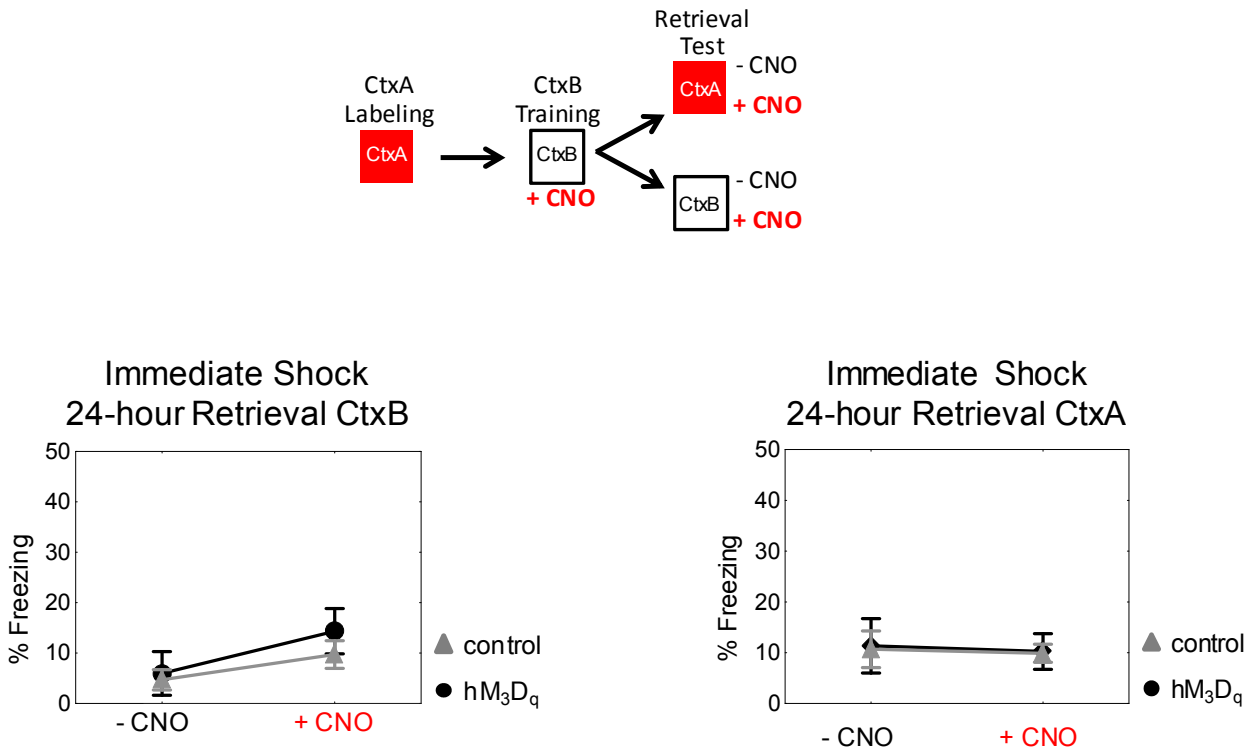 Retrieval
Test
CtxA
Labeling
CtxB
Training
CtxA
- CNO
+ CNO
CtxA
CtxB
+ CNO
CtxB
- CNO
+ CNO
Immediate Shock
24-hour Retrieval CtxB
% Freezing
50
40
30
20
10
0
- CNO
+ CNO
control
hM₃Dq
Immediate Shock
24-hour Retrieval CtxA
% Freezing
50
40
30
20
10
0
- CNO
+ CNO
control
hM₃Dq